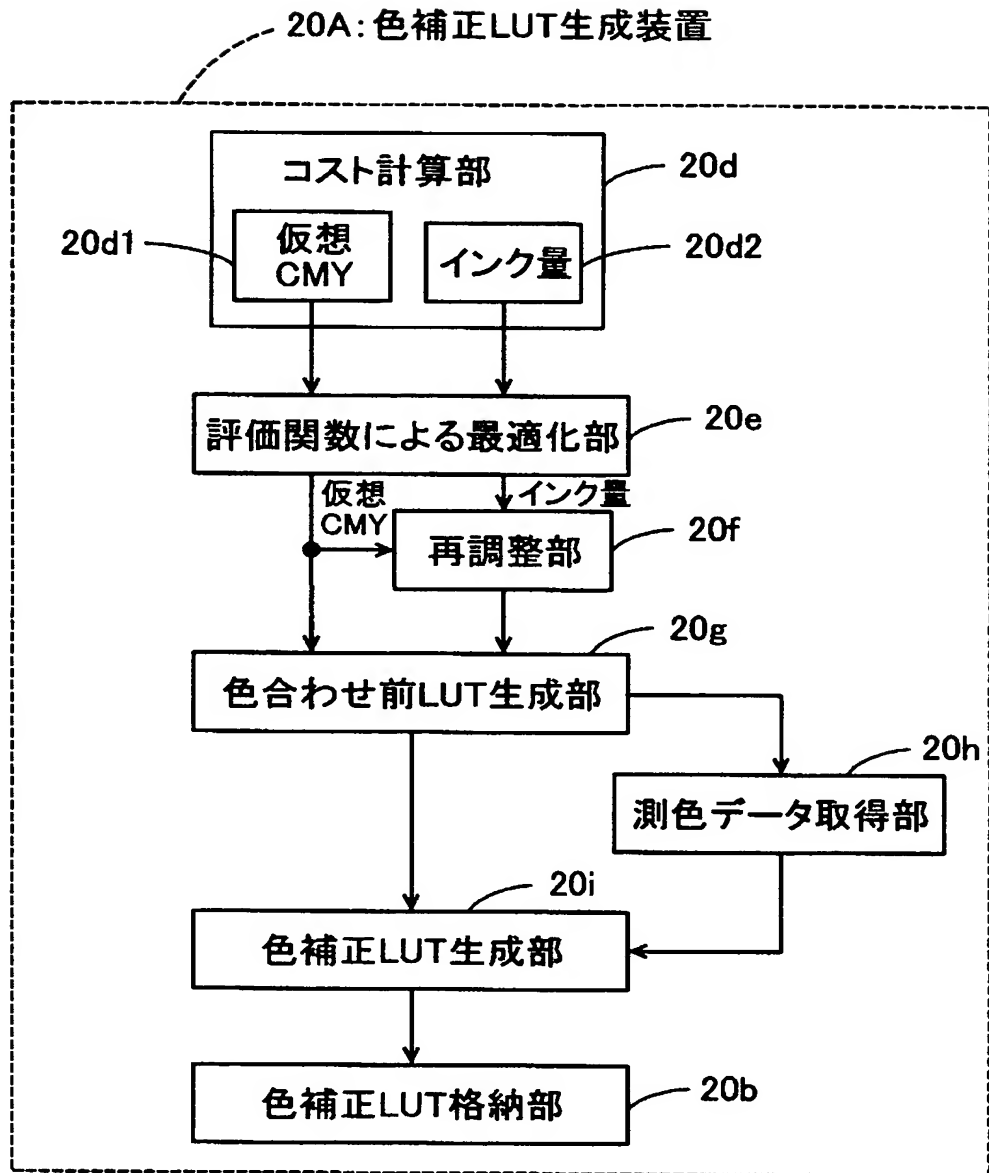 20A:色補正LUT生成装置
コスト計算部
20d
20d1
仮想
CMY
インク量
20d2
評価関数による最適化部
20e
仮想
CMY
インク量
再調整部
20f
20g
色合わせ前LUT生成部
20h
測色データ取得部
20i
色補正LUT生成部
色補正LUT格納部
20b